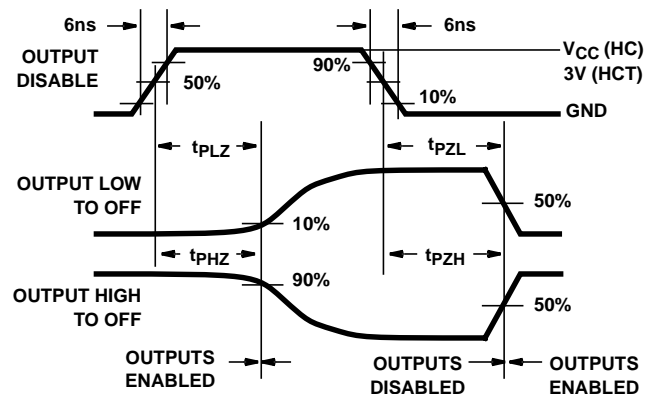 6ns
6ns
OUTPUT
DISABLE
50%
90%
10%
VCC (HC)
3V (HCT)
GND
tPLZ
tPZL
OUTPUT LOW
TO OFF
10%
50%
tPHZ
tPZH
OUTPUT HIGH
TO OFF
90%
50%
OUTPUTS
ENABLED
OUTPUTS
DISABLED
OUTPUTS
ENABLED